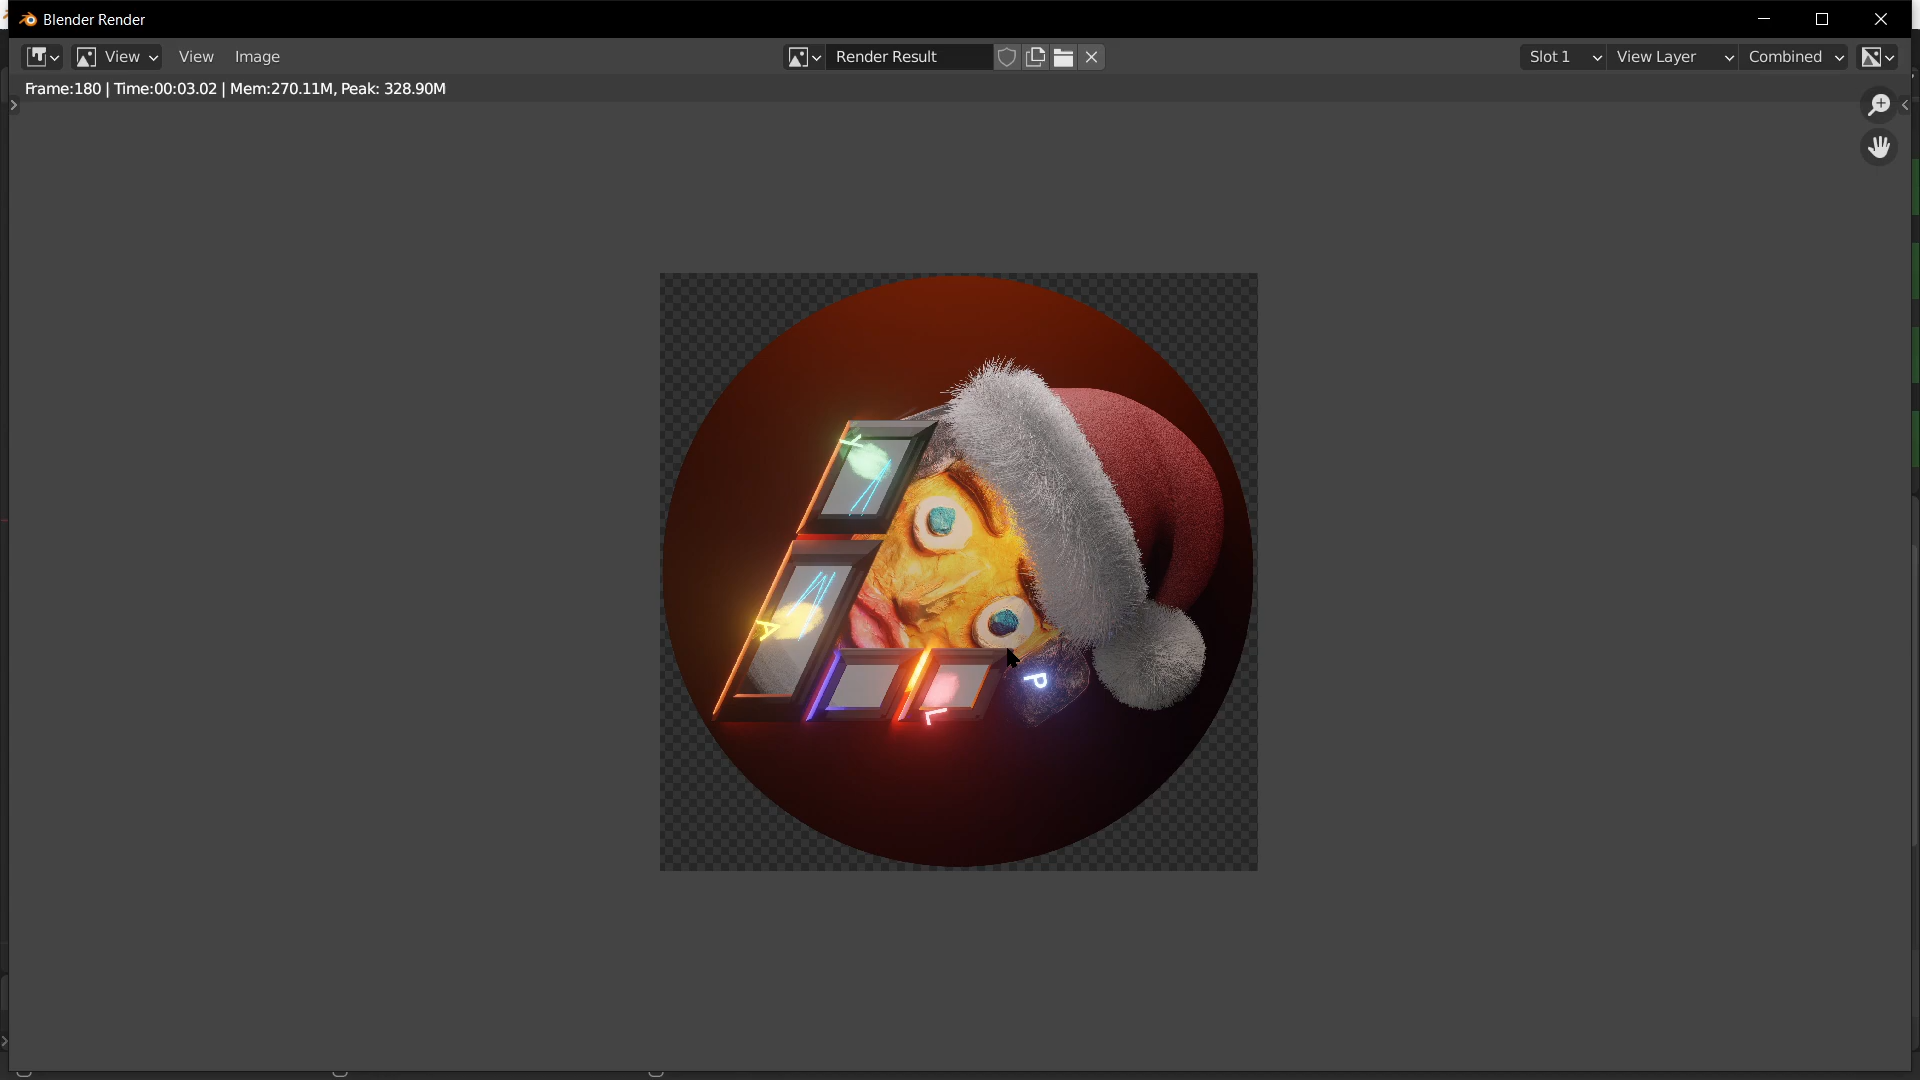 Blender Render
View View Image Render Result Slot 1 View Layer Combined
Frame:180 | Time:00:03.02 | Mem:270.11M, Peak: 328.90M
Y
A
P
L